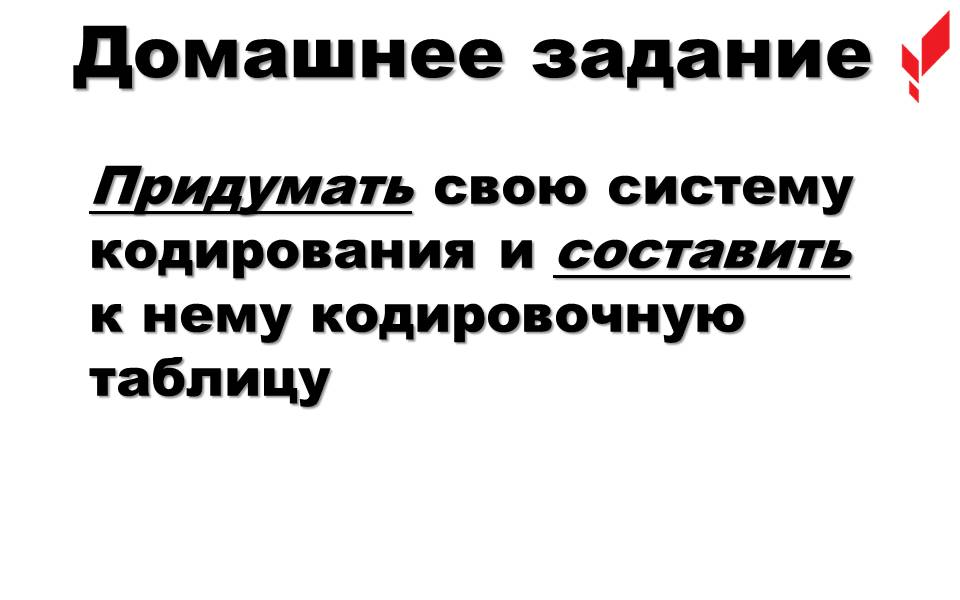 Домашнее задание
Придумать свою систему
кодирования и составить
к нему кодировочную
таблицу